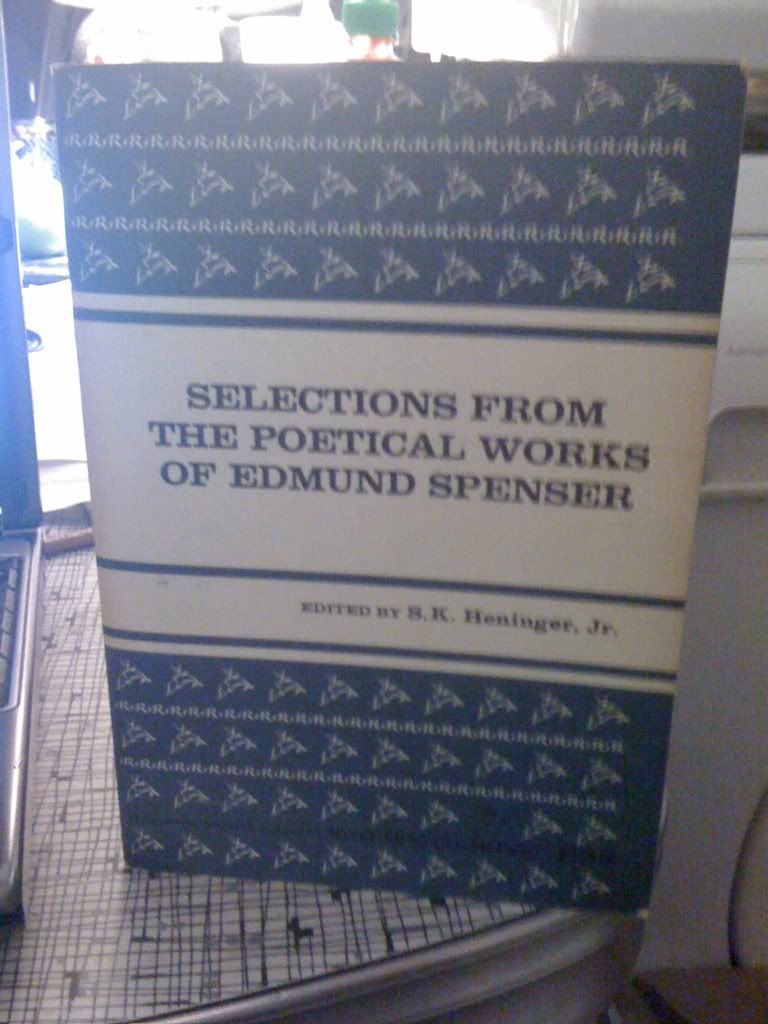 R·R·R·R·R·R·R·R·R·R·R·R·R·R·R·R·R·R·R·R·R·R·R·R
R·R·R·R·R·R·R·R·R·R·R·R·R·R·R·R·R·R·R·R·R·R·R·R
SELECTIONS FROM
THE POETICAL WORKS
OF EDMUND SPENSER
EDITED BY S.K. Heninger, Jr.
R·R·R·R·R·R·R·R·R·R·R·R·R·R·R·R·R·R·R·R·R·R·R·R
R·R·R·R·R·R·R·R·R·R·R·R·R·R·R·R·R·R·R·R·R·R·R·R